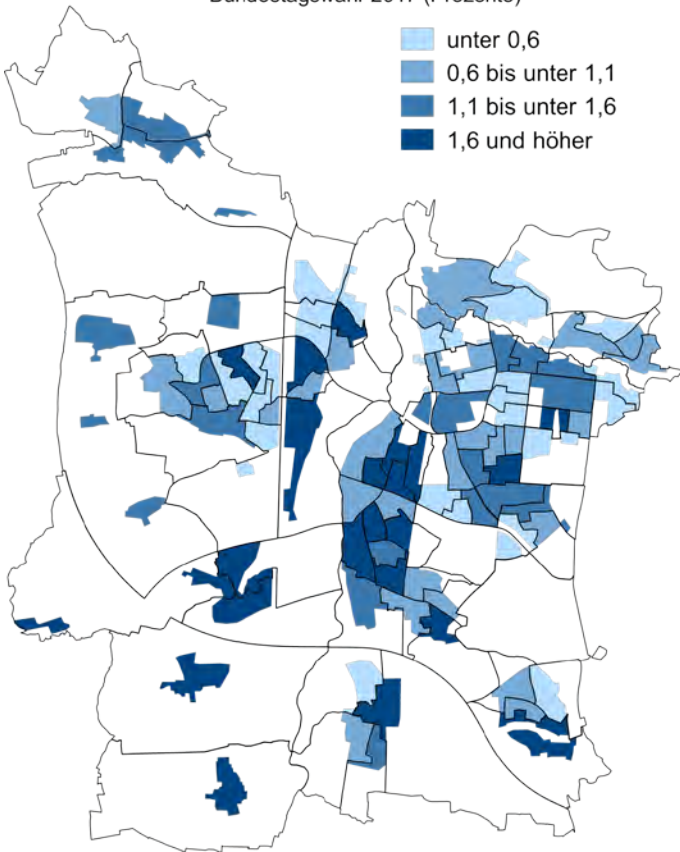 Bundestagswahl 2017 (Prozente)
unter 0,6
0,6 bis unter 1,1
1,1 bis unter 1,6
1,6 und höher